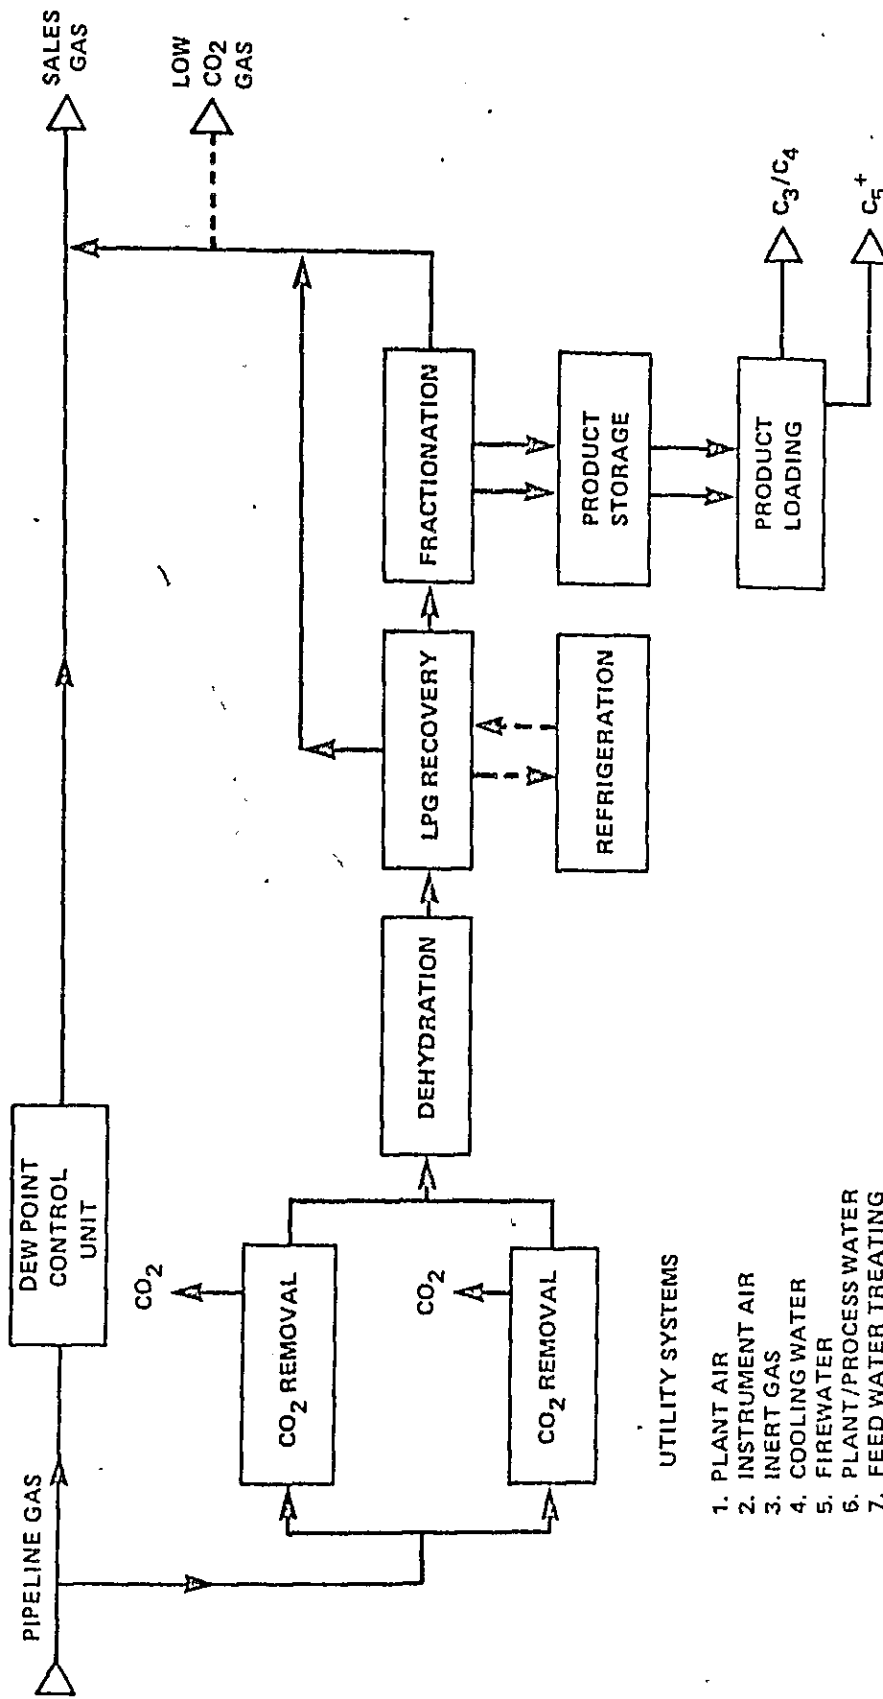 PIPELINE GAS
DEW POINT
CONTROL
UNIT
SALES
GAS
LOW
CO2
GAS
CO2
CO2 REMOVAL
CO2
CO2 REMOVAL
DEHYDRATION
LPG RECOVERY
REFRIGERATION
FRACTIONATION
PRODUCT
STORAGE
PRODUCT
LOADING
C3/C4
C5+
UTILITY SYSTEMS
1. PLANT AIR
2. INSTRUMENT AIR
3. INERT GAS
4. COOLING WATER
5. FIREWATER
6. PLANT/PROCESS WATER
7. FEED WATER TREATING